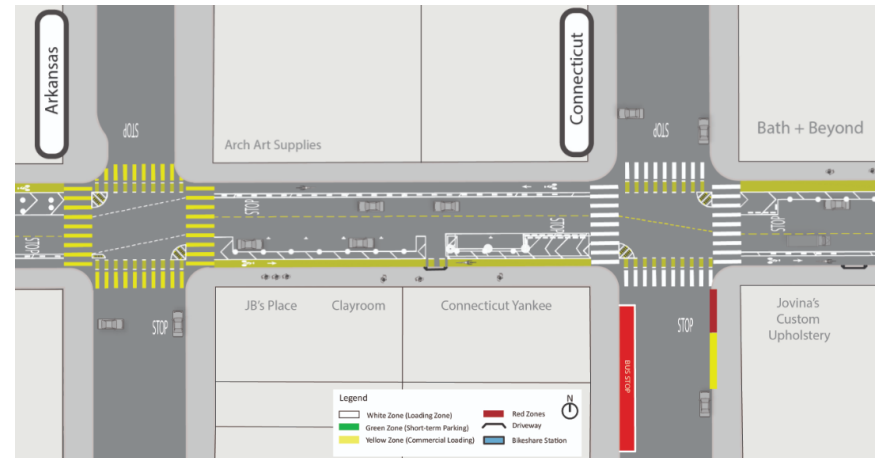 Arkansas
Connecticut
STOP
STOP
Arch Art Supplies
Bath + Beyond
STOP
STOP
STOP
STOP
JB's Place
Clayroom
Connecticut Yankee
Jovina's
Custom
Upholstery
STOP
STOP
BUS STOP
Legend
White Zone (Loading Zone)
Green Zone (Short-term Parking)
Yellow Zone (Commercial Loading)
Red Zones
Driveway
Bikeshare Station
N